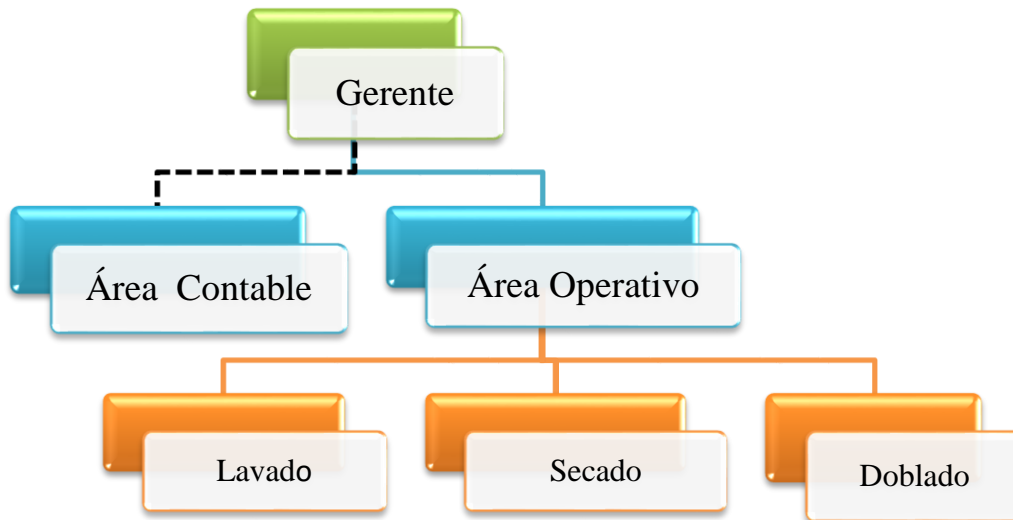 Gerente
Área Contable
Área Operativo
Lavado
Secado
Doblado